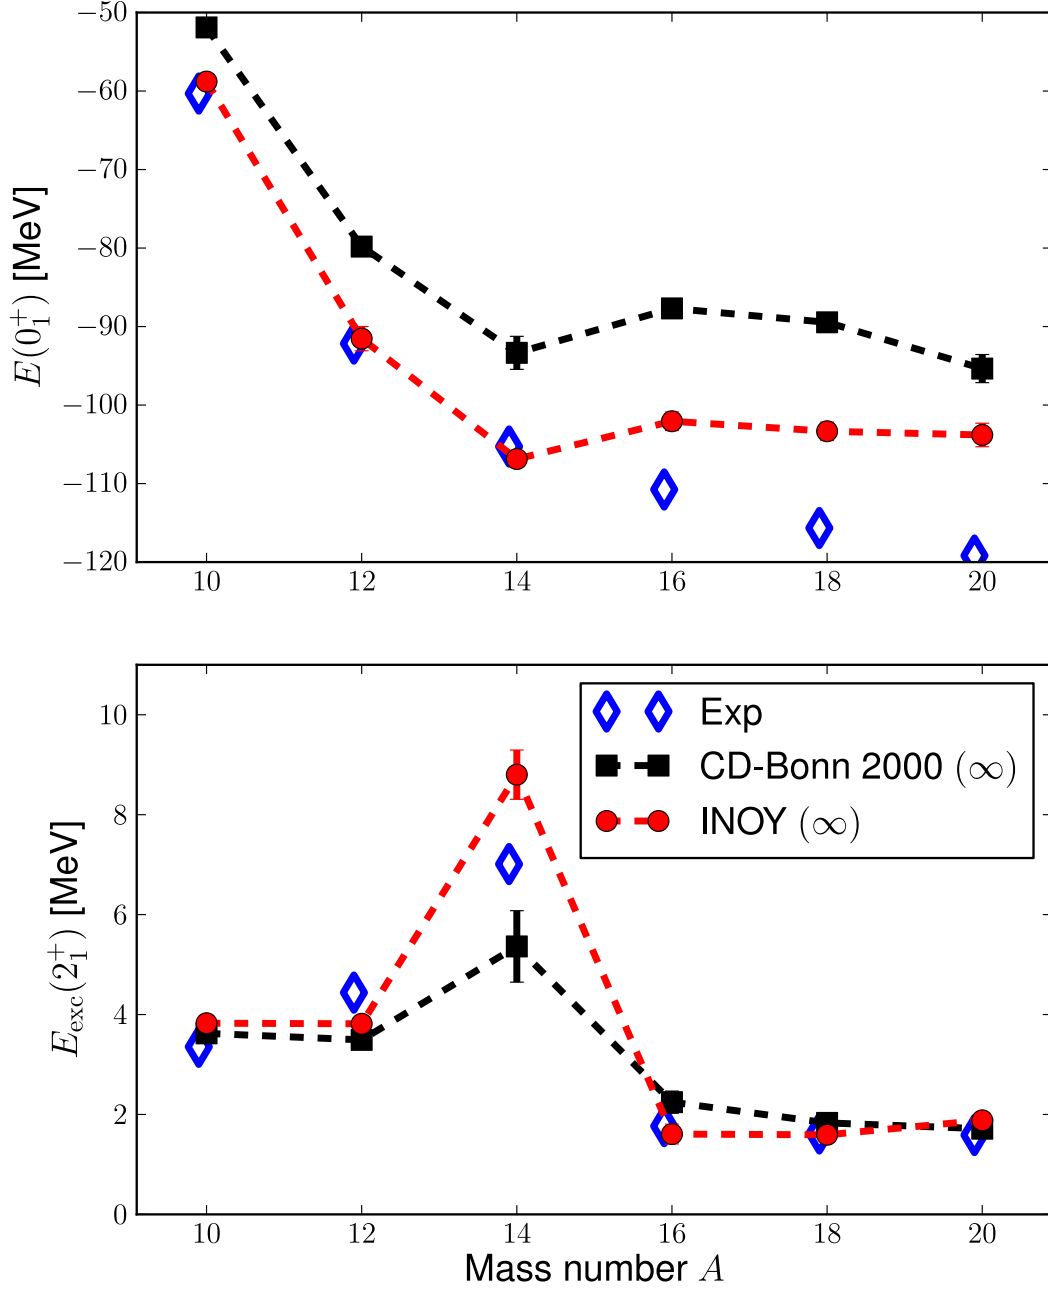 −50
−60
−70
−80
−90
−100
−110
−120
E(0₁⁺) [MeV]
10 12 14 16 18 20
10
8
6
4
2
0
E_exc(2₁⁺) [MeV]
Exp
CD-Bonn 2000 (∞)
INOY (∞)
10 12 14 16 18 20
Mass number A